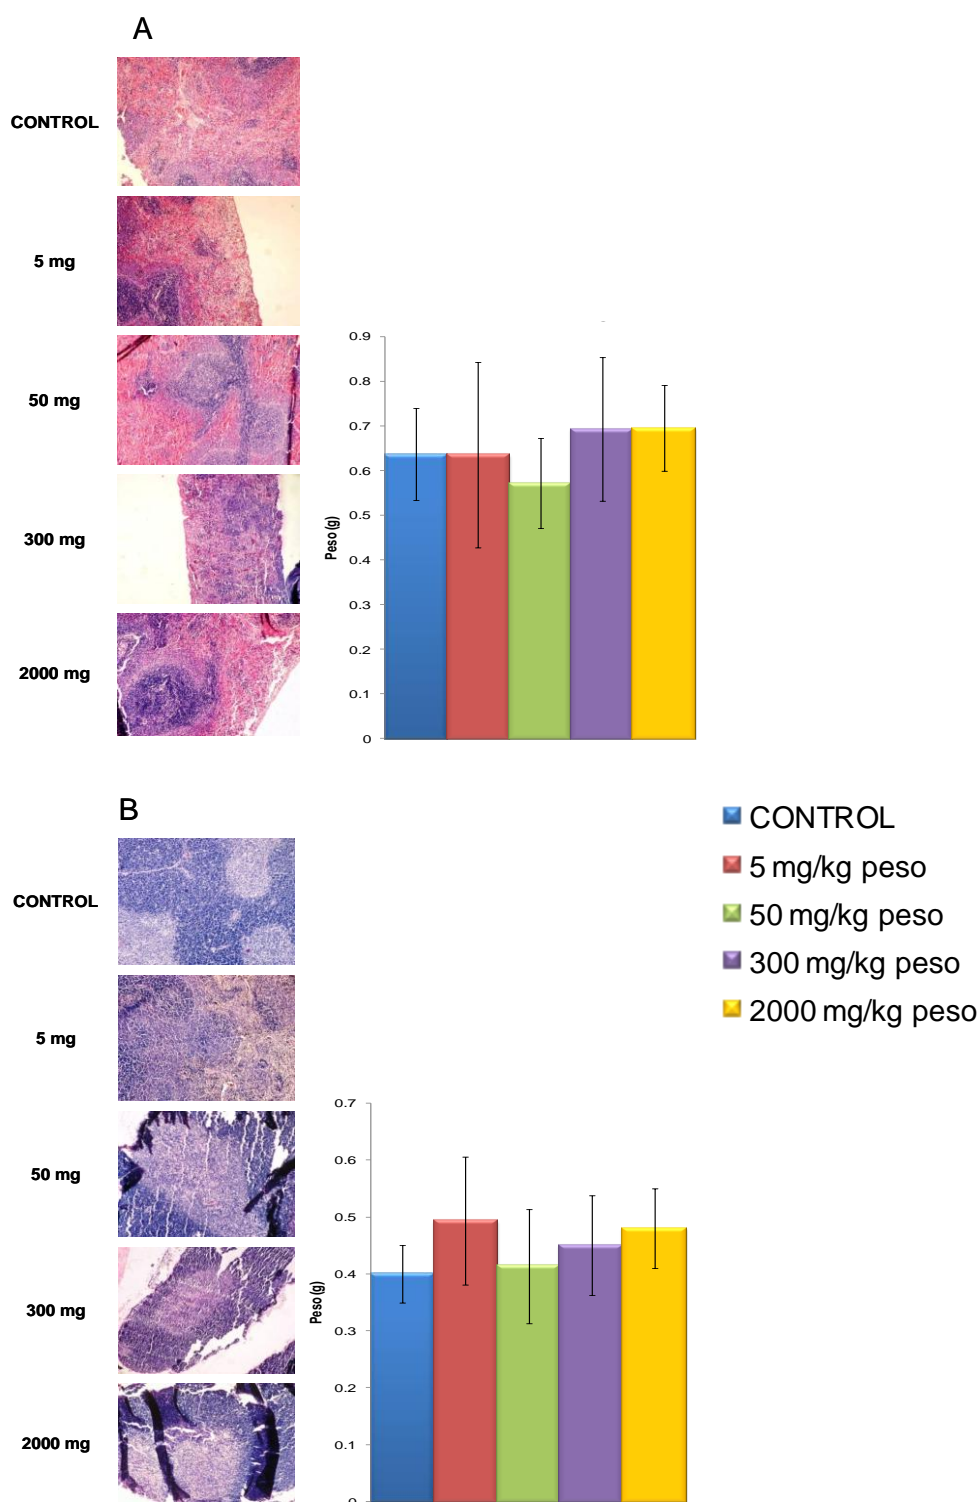 A
CONTROL
5 mg
50 mg
300 mg
2000 mg
0.9
0.8
0.7
0.6
0.5
0.4
0.3
0.2
0.1
0
Peso (g)
B
CONTROL
5 mg
50 mg
300 mg
2000 mg
CONTROL
5 mg/kg peso
50 mg/kg peso
300 mg/kg peso
2000 mg/kg peso
0.7
0.6
0.5
0.4
0.3
0.2
0.1
0
Peso (g)